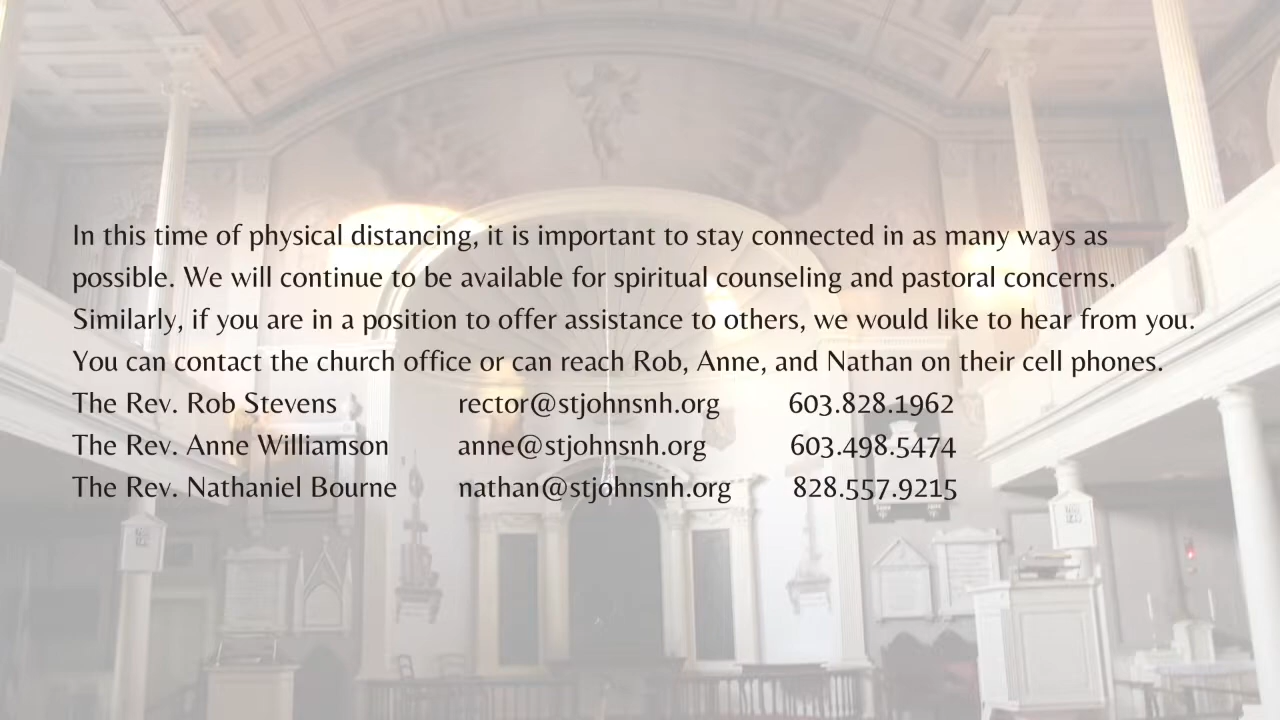 In this time of physical distancing, it is important to stay connected in as many ways as
possible. We will continue to be available for spiritual counseling and pastoral concerns.
Similarly, if you are in a position to offer assistance to others, we would like to hear from you.
You can contact the church office or can reach Rob, Anne, and Nathan on their cell phones.
The Rev. Rob Stevens rector@stjohnsnh.org 603.828.1962
The Rev. Anne Williamson anne@stjohnsnh.org 603.498.5474
The Rev. Nathaniel Bourne nathan@stjohnsnh.org 828.557.9215